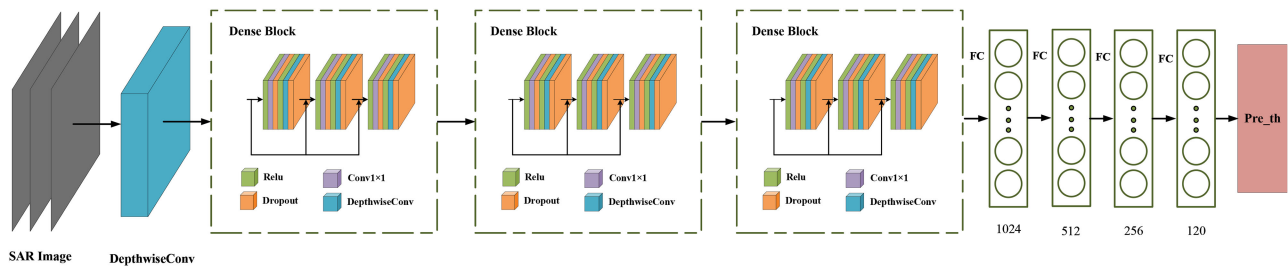 SAR Image
DepthwiseConv
Dense Block
Relu
Conv1×1
Dropout
DepthwiseConv
Dense Block
Relu
Conv1×1
Dropout
DepthwiseConv
Dense Block
Relu
Conv1×1
Dropout
DepthwiseConv
FC
FC
FC
FC
1024
512
256
120
Pre_th